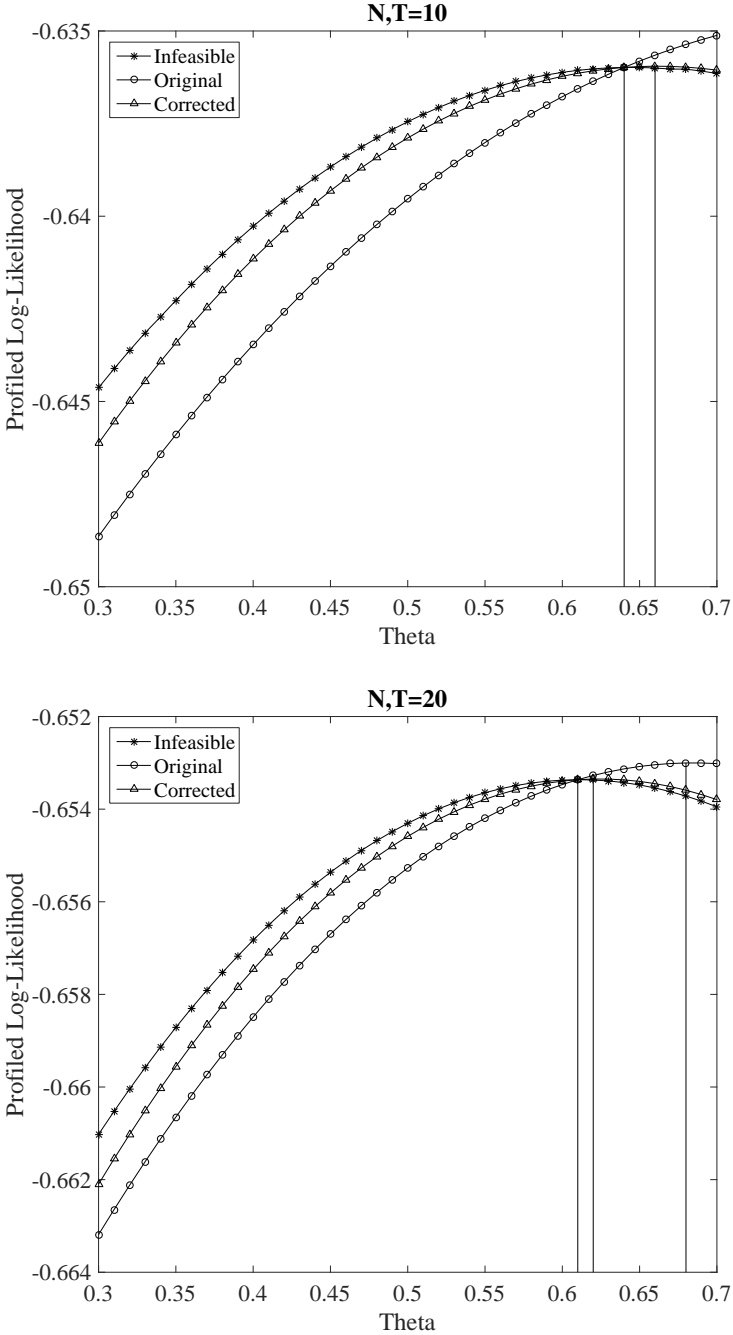 N,T=10
Infeasible
Original
Corrected
Profiled Log-Likelihood
-0.635
-0.64
-0.645
-0.65
0.3 0.35 0.4 0.45 0.5 0.55 0.6 0.65 0.7
Theta
N,T=20
Infeasible
Original
Corrected
Profiled Log-Likelihood
-0.652
-0.654
-0.656
-0.658
-0.66
-0.662
-0.664
0.3 0.35 0.4 0.45 0.5 0.55 0.6 0.65 0.7
Theta